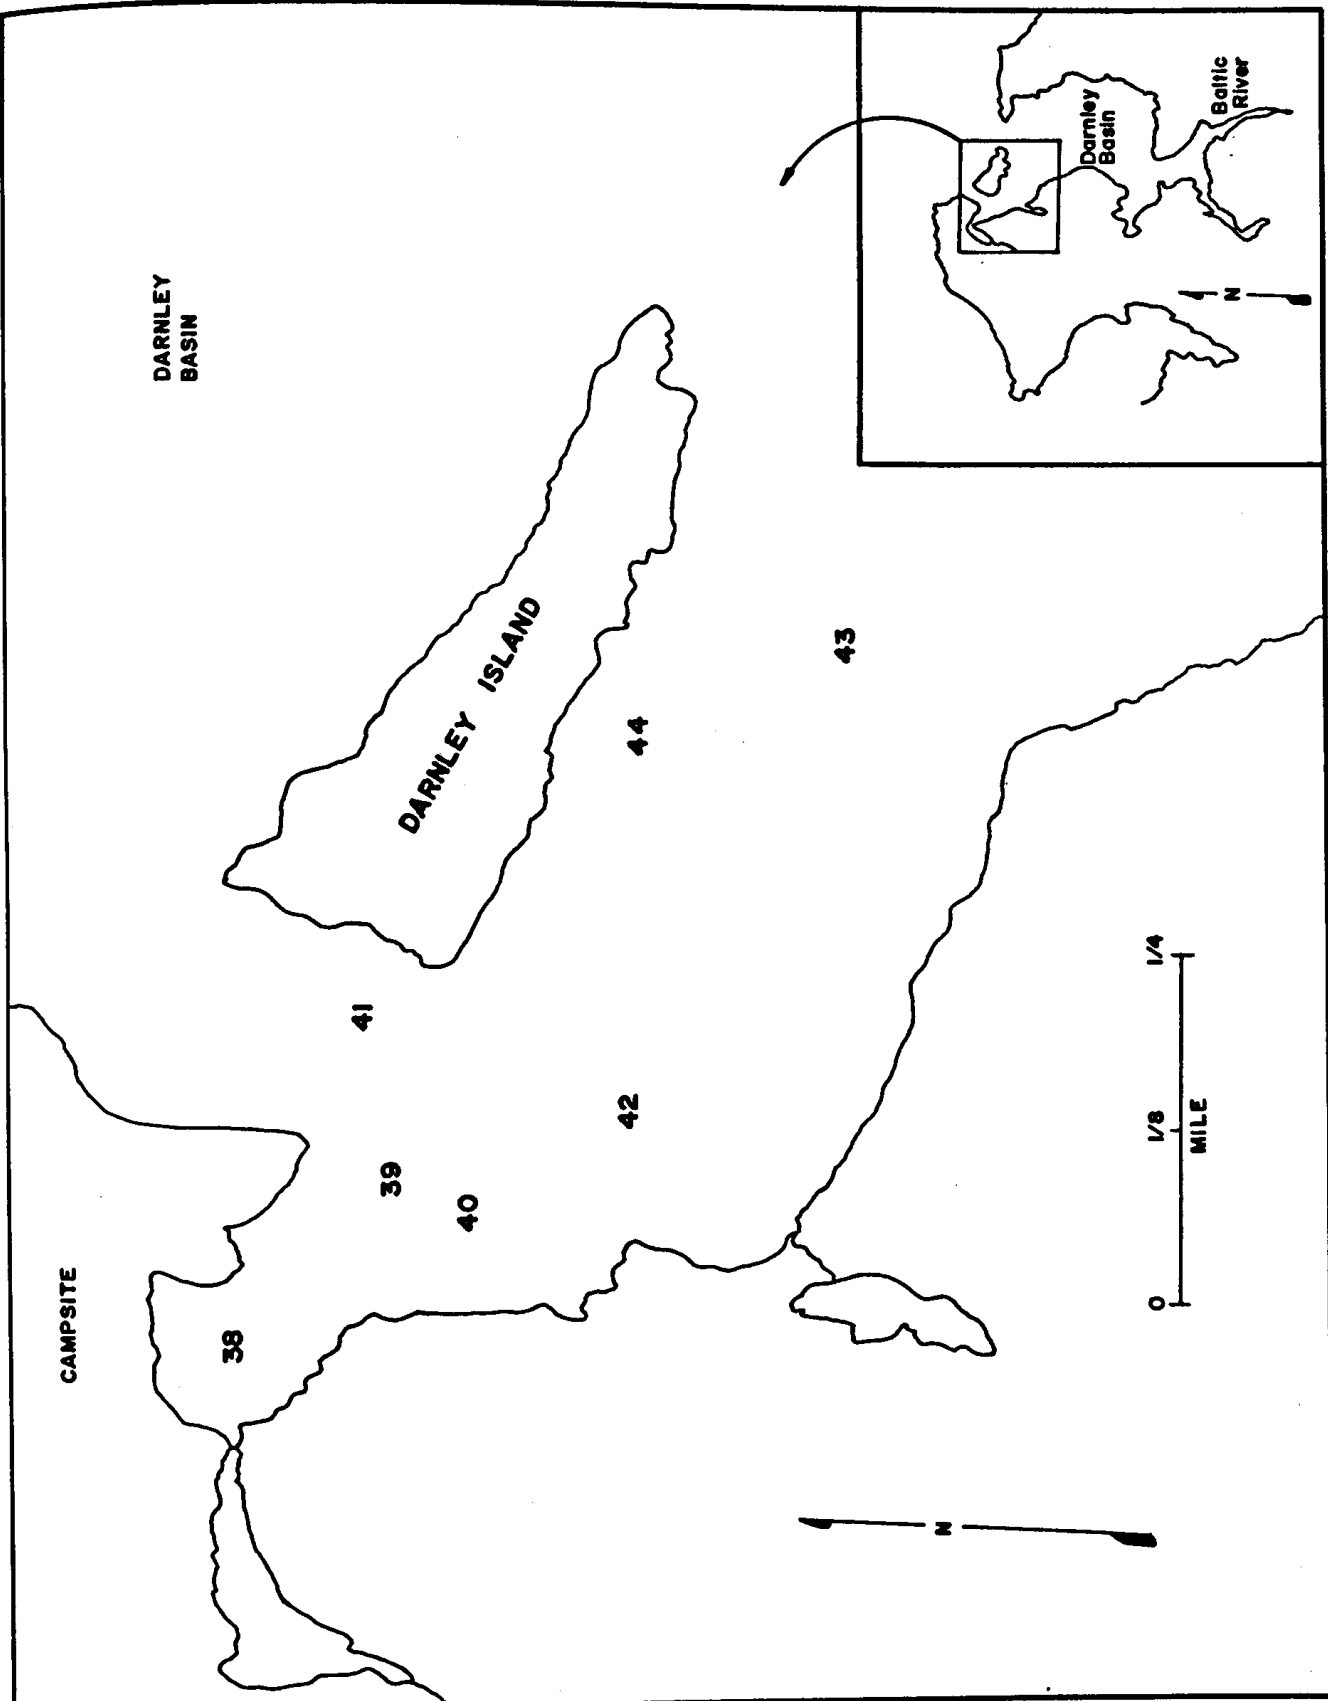 DARNLEY
BASIN
CAMPSITE
DARNLEY ISLAND
38
39
40
41
42
43
44
0 1/8 1/4
MILE
N
Darnley
Basin
Baltic
River
N